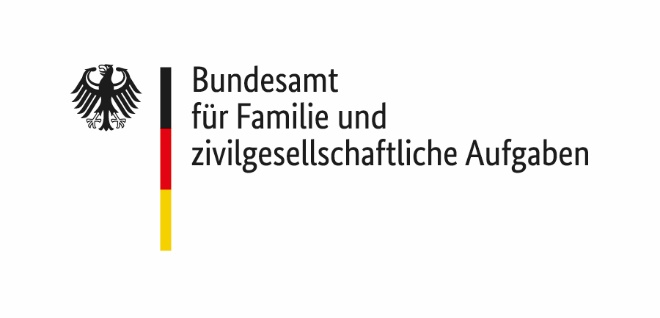 Bundesamt
für Familie und
zivilgesellschaftliche Aufgaben